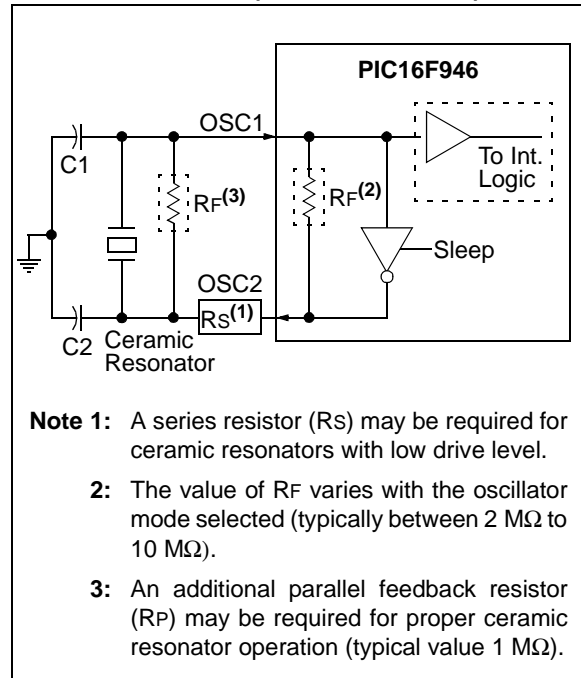 PIC16F946
OSC1
C1
To Int.
Logic
RF(3)
RF(2)
Sleep
OSC2
RS(1)
C2
Ceramic
Resonator
Note 1: A series resistor (RS) may be required for
ceramic resonators with low drive level.
2: The value of RF varies with the oscillator
mode selected (typically between 2 MΩ to
10 MΩ).
3: An additional parallel feedback resistor
(RP) may be required for proper ceramic
resonator operation (typical value 1 MΩ).